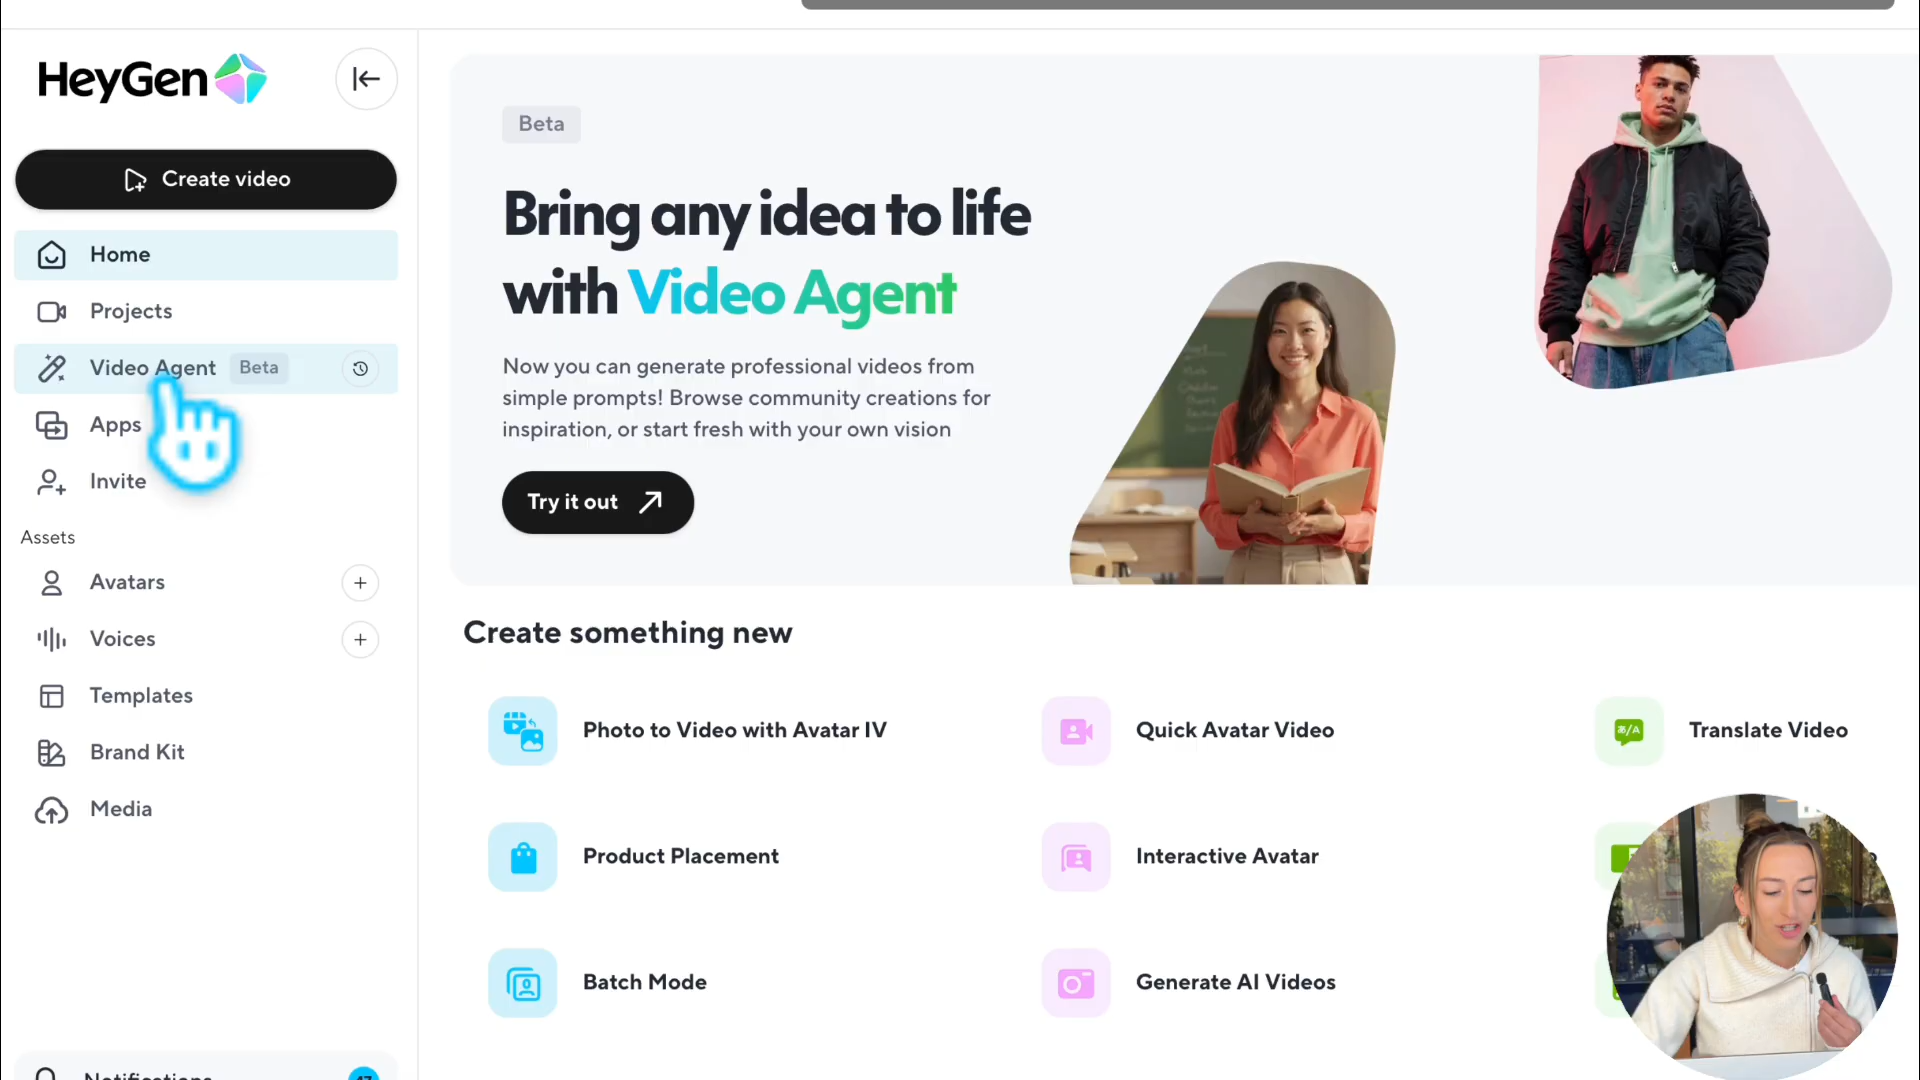 HeyGen
Create video
Home
Projects
Video Agent Beta
Apps
Invite
Assets
Avatars
Voices
Templates
Brand Kit
Media
Beta
Bring any idea to life
with Video Agent
Now you can generate professional videos from
simple prompts! Browse community creations for
inspiration, or start fresh with your own vision
Try it out
Create something new
Photo to Video with Avatar IV
Quick Avatar Video
Translate Video
Product Placement
Interactive Avatar
Batch Mode
Generate AI Videos